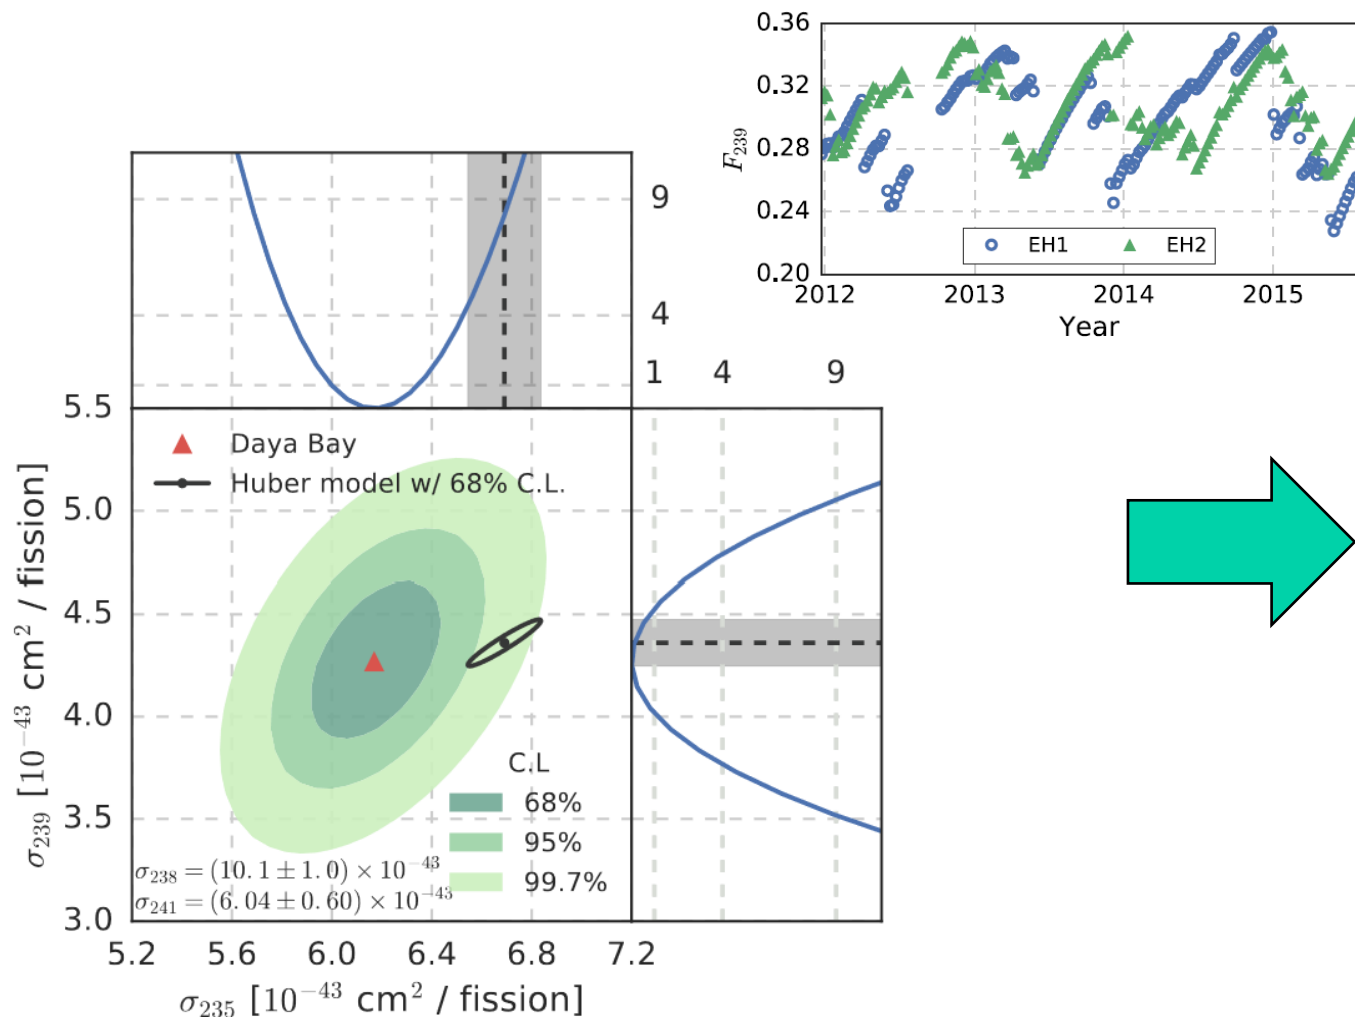 0.36
0.32
0.28
0.24
0.20
F₂₃₉
EH1 EH2
2012 2013 2014 2015
Year
9
4
1 4 9
5.5
5.0
4.5
4.0
3.5
3.0
σ₂₃₉ [10⁻⁴³ cm² / fission]
Daya Bay
Huber model w/ 68% C.L.
C.L
68%
95%
99.7%
σ₂₃₈ = (10.1 ± 1.0) × 10⁻⁴³
σ₂₄₁ = (6.04 ± 0.60) × 10⁻⁴³
5.2 5.6 6.0 6.4 6.8 7.2
σ₂₃₅ [10⁻⁴³ cm² / fission]